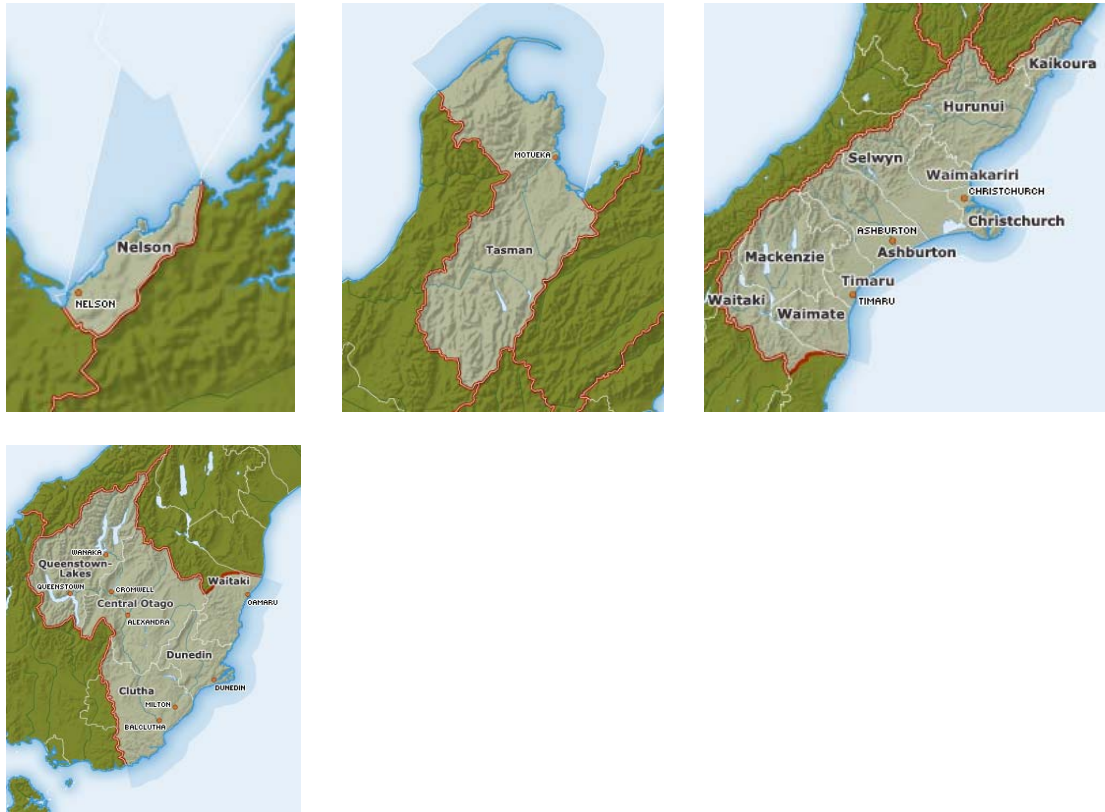 Nelson
NELSON
MOTUEKA
Tasman
Kaikoura
Hurunui
Selwyn
Waimakariri
CHRISTCHURCH
Christchurch
ASHBURTON
Ashburton
Mackenzie
Timaru
TIMARU
Waitaki
Waimate
WANAKA
Queenstown-
Lakes
QUEENSTOWN
CROMWELL
Central Otago
ALEXANDRA
Waitaki
OAMARU
Dunedin
DUNEDIN
Clutha
MILTON
BALCLUTHA